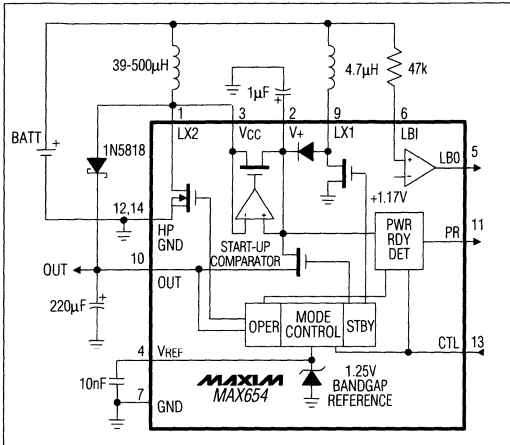 39-500µH
1µF
4.7µH
47k
1
3
2
9
6
BATT
1N5818
LX2
VCC
V+
LX1
LBI
LBO
5
+1.17V
12,14
HP
GND
START-UP
COMPARATOR
PWR
RDY
DET
PR
11
OUT
10
OUT
220µF
OPER
MODE
CONTROL
STBY
CTL
13
4
VREF
10nF
7
GND
MAXIM
MAX654
1.25V
BANDGAP
REFERENCE